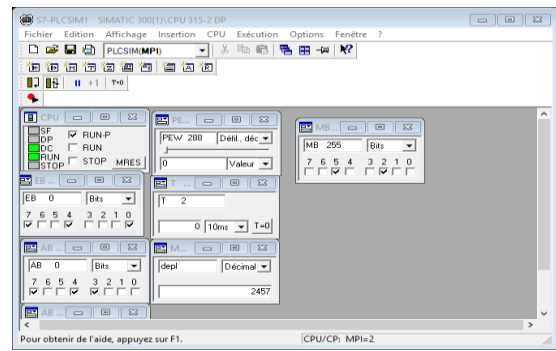 S7-PLCSIM1 SIMATIC 300(1)\CPU 315-2 DP
Fichier Edition Affichage Insertion CPU Exécution Options Fenêtre ?
PLCSIM(MPI)
+1 T=0
CPU
SF
DP
DC
RUN
STOP
RUN-P
RUN
STOP MRES
PE...
PEW 288 Défil., déc
0 Valeur
MB...
MB 255 Bits
7 6 5 4 3 2 1 0
EB ...
EB 0 Bits
7 6 5 4 3 2 1 0
T ...
T 2
0 10ms T=0
AB ...
AB 0 Bits
7 6 5 4 3 2 1 0
M...
depl Décimal
2457
AB ...
Pour obtenir de l'aide, appuyez sur F1. CPU/CP: MPI=2